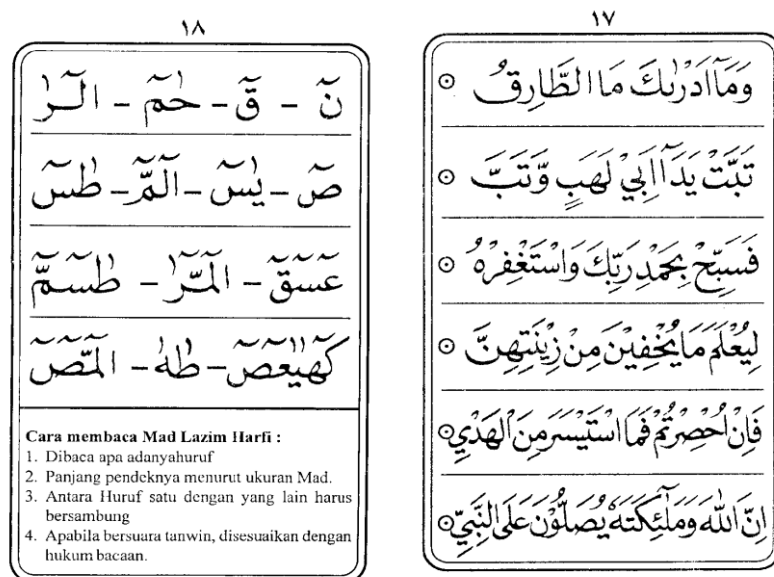 ١٧
وَمَآ اَدْرٰىكَ مَا الطَّارِقُ ۝
تَبَّتْ يَدَآ اَبِيْ لَهَبٍ وَّتَبَّ ۝
فَسَبِّحْ بِحَمْدِ رَبِّكَ وَاسْتَغْفِرْهُ ۝
لِيُعْلَمَ مَا يُخْفِيْنَ مِنْ زِيْنَتِهِنَّ ۝
فَاِنْ اُحْصِرْتُمْ فَمَا اسْتَيْسَرَ مِنَ الْهَدْيِ ۝
اِنَّ اللّٰهَ وَمَلٰٓئِكَتَهٗ يُصَلُّوْنَ عَلَى النَّبِيِّ ۝
١٨
نٓ - قٓ - حٰمٓ - الٓرٰ
صٓ - يٰسٓ - الٓمّٓ - طٰسٓ
عٓسٓقٓ - الٓمّٓرٰ - طٰسٓمّٓ
كٓهٰيٰعٓصٓ - طٰهٰ - الٓمّٓصٓ
Cara membaca Mad Lazim Harfi :
1. Dibaca apa adanyahuruf
2. Panjang pendeknya menurut ukuran Mad.
3. Antara Huruf satu dengan yang lain harus
bersambung
4. Apabila bersuara tanwin, disesuaikan dengan
hukum bacaan.